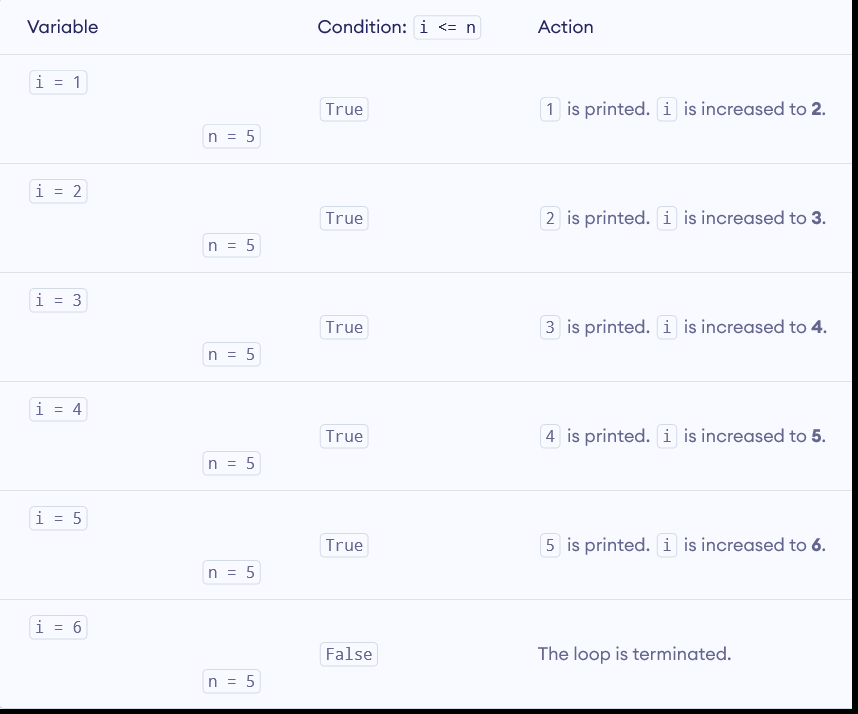 Variable Condition: i <= n Action
i = 1
True 1 is printed. i is increased to 2.
n = 5
i = 2
True 2 is printed. i is increased to 3.
n = 5
i = 3
True 3 is printed. i is increased to 4.
n = 5
i = 4
True 4 is printed. i is increased to 5.
n = 5
i = 5
True 5 is printed. i is increased to 6.
n = 5
i = 6
False The loop is terminated.
n = 5